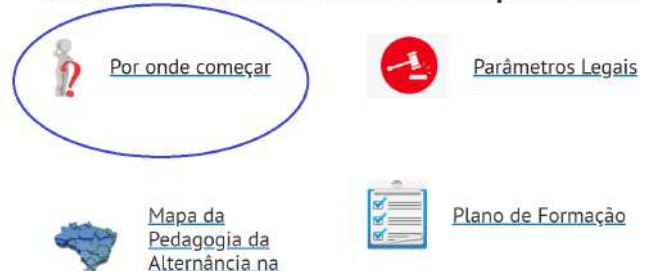 Por onde começar
Parâmetros Legais
Mapa da
Pedagogia da
Alternância na
Plano de Formação